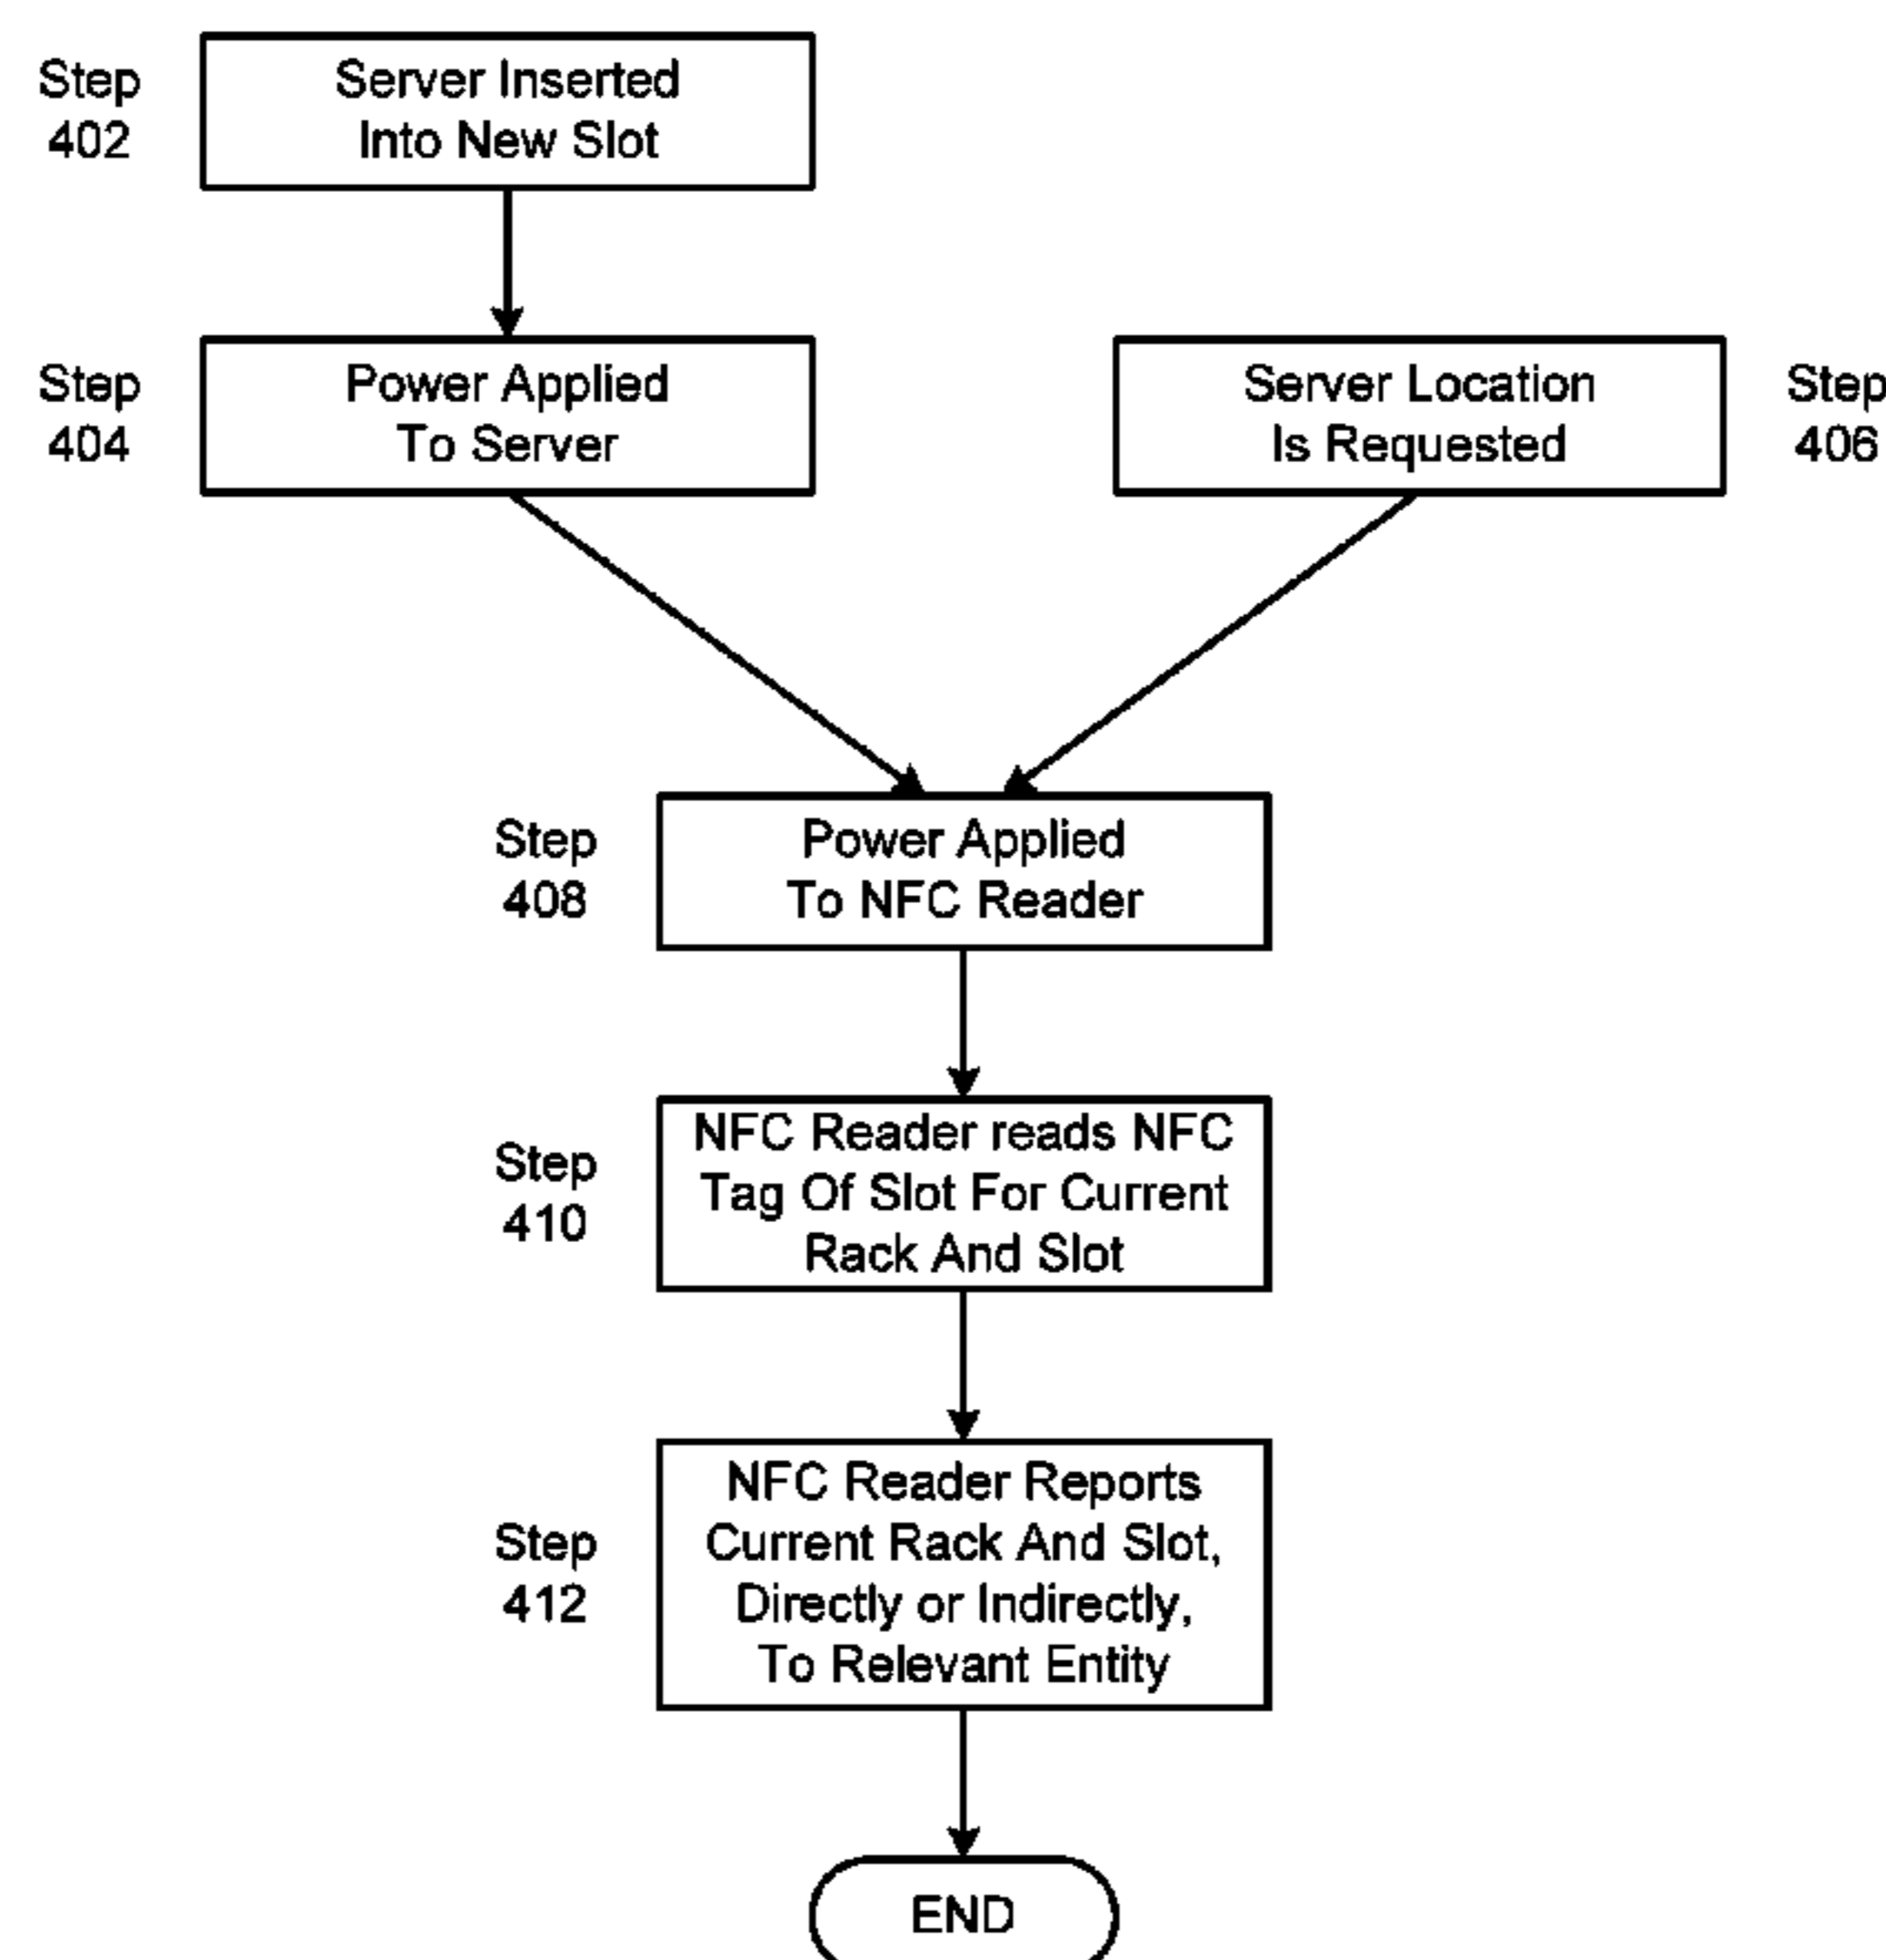 Step
402
Server Inserted
Into New Slot
Step
404
Power Applied
To Server
Server Location
Is Requested
Step
406
Step
408
Power Applied
To NFC Reader
Step
410
NFC Reader reads NFC
Tag Of Slot For Current
Rack And Slot
Step
412
NFC Reader Reports
Current Rack And Slot,
Directly or Indirectly,
To Relevant Entity
END